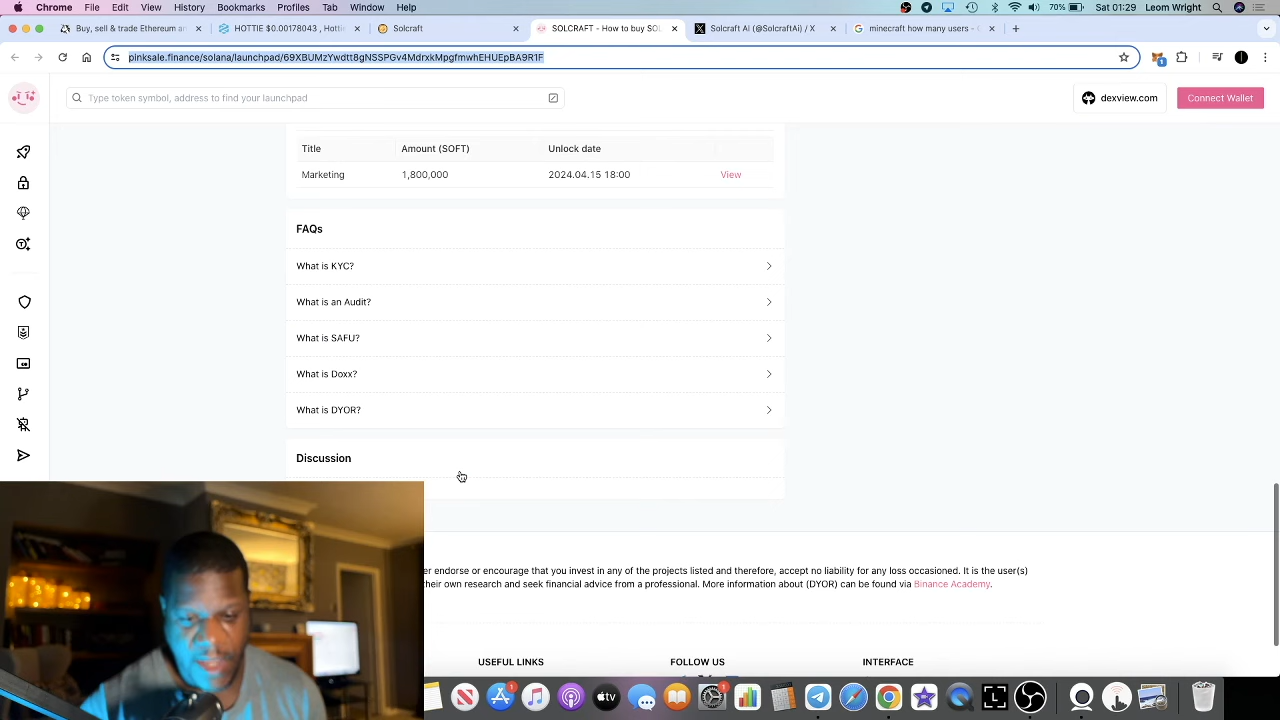 Chrome File Edit View History Bookmarks Profiles Tab Window Help
70% Sat 01:29 Leom Wright
Buy, sell & trade Ethereum an
HOTTIE $0.00178043 , Hottie
Solcraft
SOLCRAFT - How to buy SOL
Solcraft AI (@SolcraftAi) / X
minecraft how many users -
pinksale.finance/solana/launchpad/69XBUMzYwdtt8gNSSPGv4MdrxkMpgfmwhEHUEpBA9R1F
Type token symbol, address to find your launchpad
dexview.com
Connect Wallet
Title Amount (SOFT) Unlock date
Marketing 1,800,000 2024.04.15 18:00 View
FAQs
What is KYC?
What is an Audit?
What is SAFU?
What is Doxx?
What is DYOR?
Discussion
er endorse or encourage that you invest in any of the projects listed and therefore, accept no liability for any loss occasioned. It is the user(s)
their own research and seek financial advice from a professional. More information about (DYOR) can be found via Binance Academy.
USEFUL LINKS FOLLOW US INTERFACE
tv